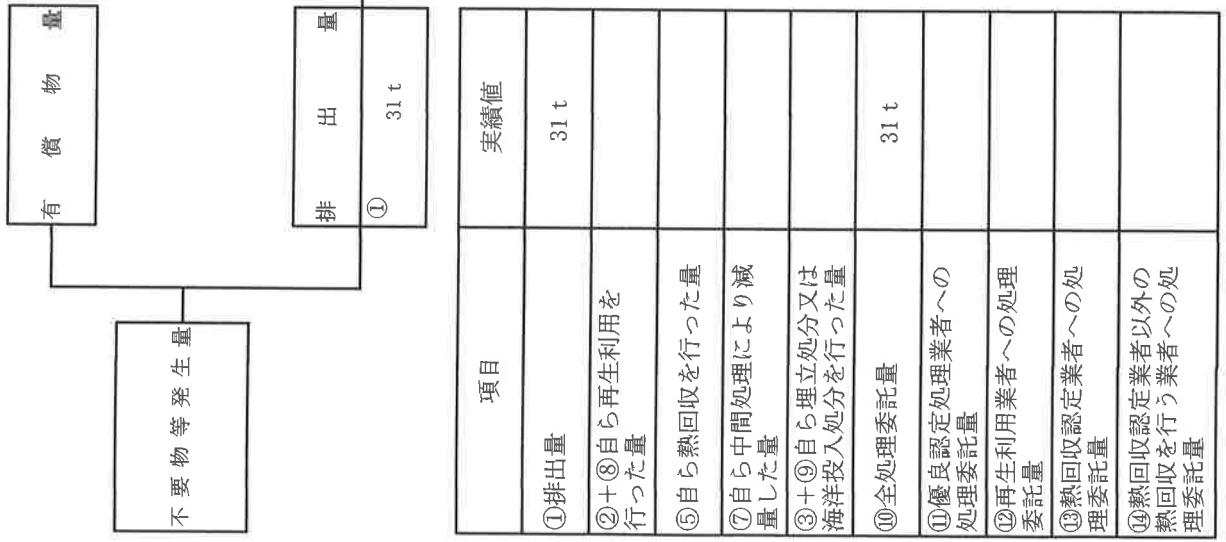 不要物等発生量
有償物量
排出量
①
31 t
項目
実績値
①排出量
31 t
②+⑧自ら再生利用を
行った量
⑤自ら熱回収を行った量
⑦自ら中間処理により減
量した量
③+⑨自ら埋立処分又は
海洋投入処分を行った量
⑩全処理委託量
31 t
⑪優良認定処理業者への
処理委託量
⑫再生利用業者への処理
委託量
⑬熱回収認定業者への処
理委託量
⑭熱回収認定業者以外の
熱回収を行う業者への処
理委託量